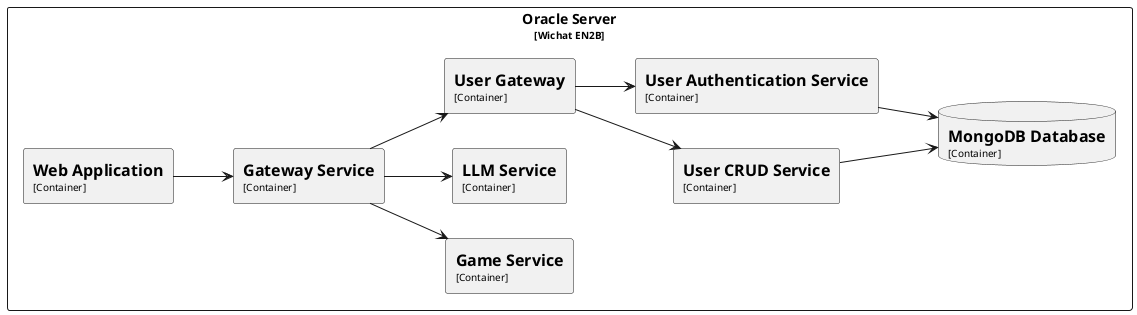 Oracle Server
[Wichat EN2B]
User Gateway
[Container]
User Authentication Service
[Container]
MongoDB Database
[Container]
Web Application
[Container]
Gateway Service
[Container]
LLM Service
[Container]
User CRUD Service
[Container]
Game Service
[Container]